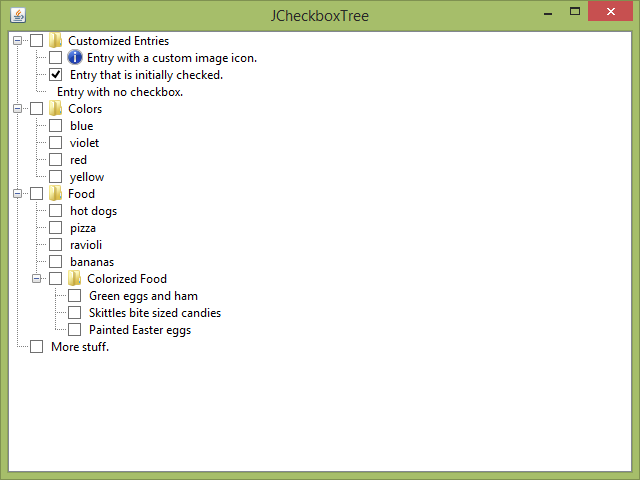 JCheckboxTree
Customized Entries
Entry with a custom image icon.
Entry that is initially checked.
Entry with no checkbox.
Colors
blue
violet
red
yellow
Food
hot dogs
pizza
ravioli
bananas
Colorized Food
Green eggs and ham
Skittles bite sized candies
Painted Easter eggs
More stuff.